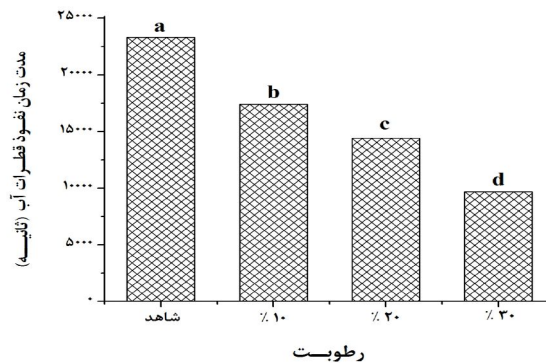 مدت زمان نفوذ قطرات آب (ثانیه)
۲۵۰۰۰
۲۰۰۰۰
۱۵۰۰۰
۱۰۰۰۰
۵۰۰۰
۰
a
b
c
d
شاهد
٪ ۱۰
٪ ۲۰
٪ ۳۰
رطوبت